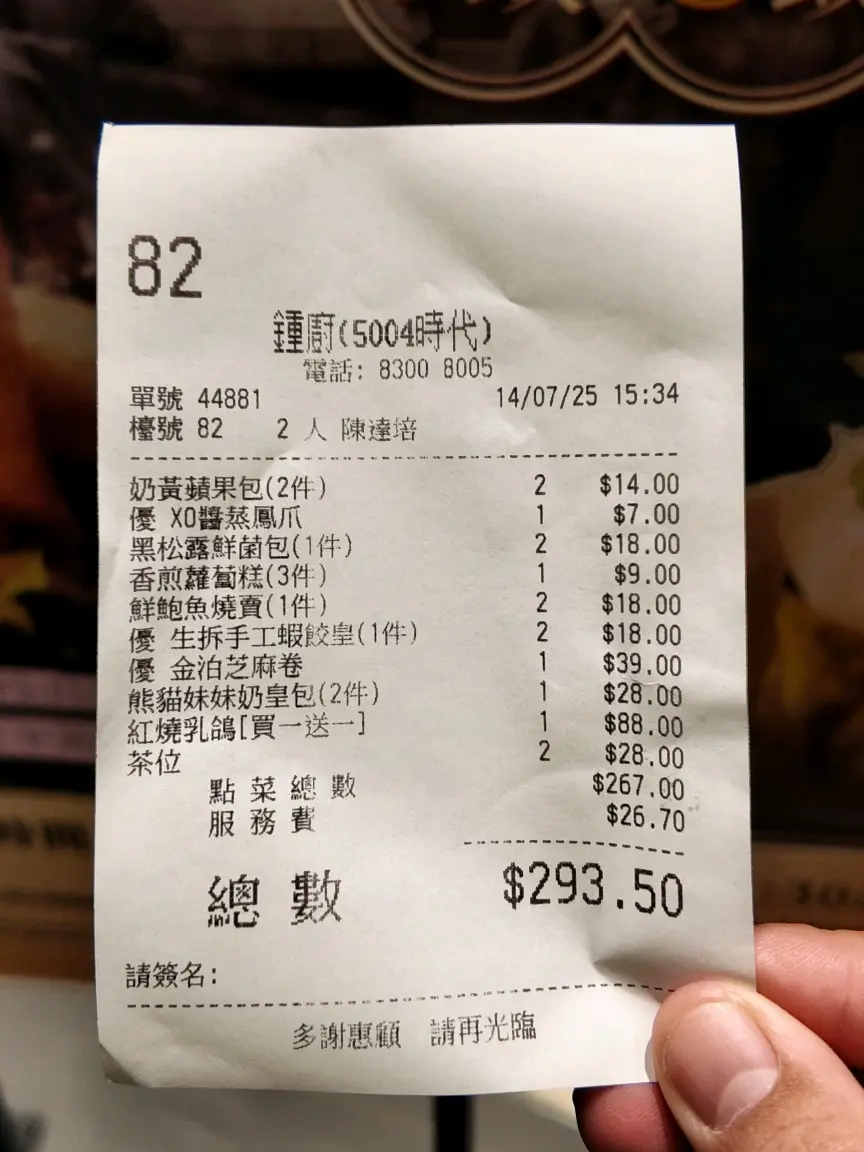 82
鍾廚(5004時代)
電話: 8300 8005
單號 44881 14/07/25 15:34
檯號 82 2 人 陳達培
奶黃蘋果包(2件) 2 $14.00
優 XO醬蒸鳳爪 1 $7.00
黑松露鮮菌包(1件) 2 $18.00
香煎蘿蔔糕(3件) 1 $9.00
鮮鮑魚燒賣(1件) 2 $18.00
優 生拆手工蝦餃皇(1件) 2 $18.00
優 金泊芝麻卷 1 $39.00
熊貓妹妹奶皇包(2件) 1 $28.00
紅燒乳鴿[買一送一] 1 $88.00
茶位 2 $28.00
點菜總數 $267.00
服務費 $26.70
總數 $293.50
請簽名:
多謝惠顧 請再光臨